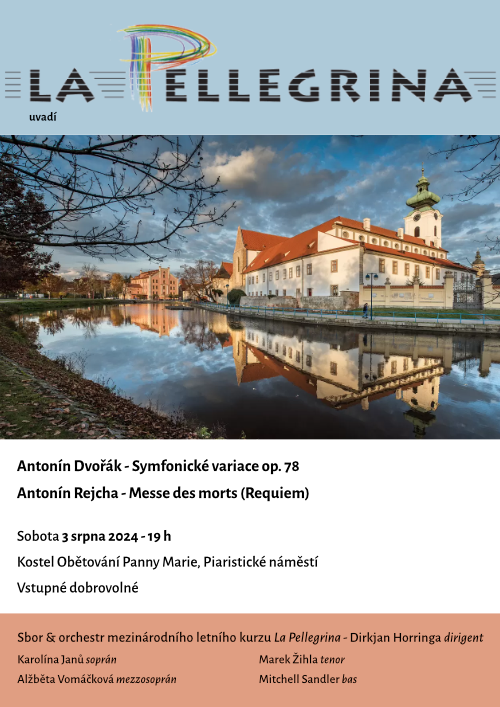 LA PELLEGRINA
uvadí
Antonín Dvořák - Symfonické variace op. 78
Antonín Rejcha - Messe des morts (Requiem)
Sobota 3 srpna 2024 - 19 h
Kostel Obětování Panny Marie, Piaristické náměstí
Vstupné dobrovolné
Sbor & orchestr mezinárodního letního kurzu La Pellegrina - Dirkjan Horringa dirigent
Karolína Janů soprán
Marek Žihla tenor
Alžběta Vomáčková mezzosoprán
Mitchell Sandler bas